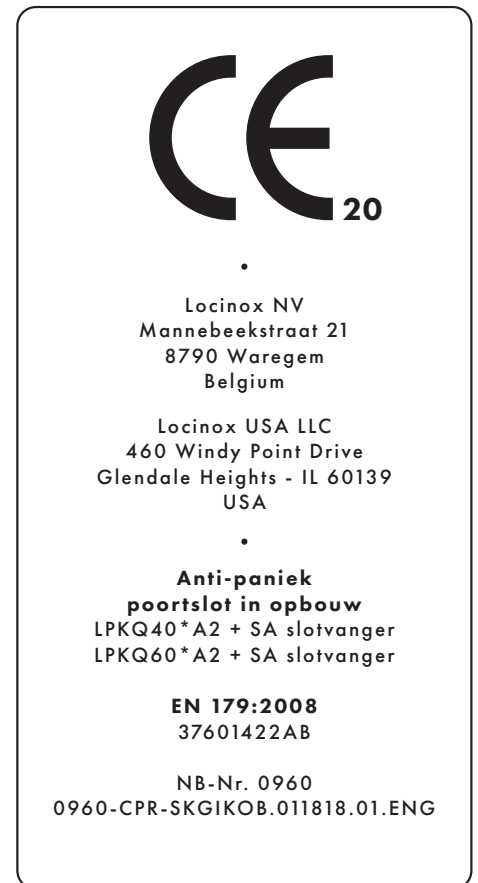 CE 20
•
Locinox NV
Mannebeekstraat 21
8790 Waregem
Belgium
Locinox USA LLC
460 Windy Point Drive
Glendale Heights - IL 60139
USA
•
Anti-paniek
poortslot in opbouw
LPKQ40*A2 + SA slotvanger
LPKQ60*A2 + SA slotvanger
EN 179:2008
37601422AB
NB-Nr. 0960
0960-CPR-SKGIKOB.011818.01.ENG